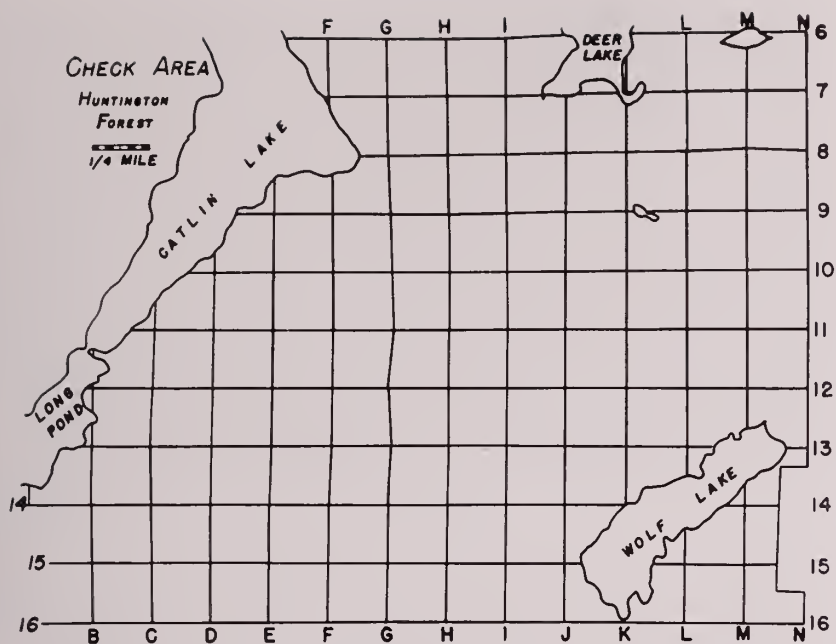 F G H I L M N
CHECK AREA
HUNTINGTON
FOREST
1/4 MILE
DEER
LAKE
CATLIN LAKE
LONG
POND
WOLF LAKE
6
7
8
9
10
11
12
13
14 14
15 15
16 16
B C D E F G H I J K L M N